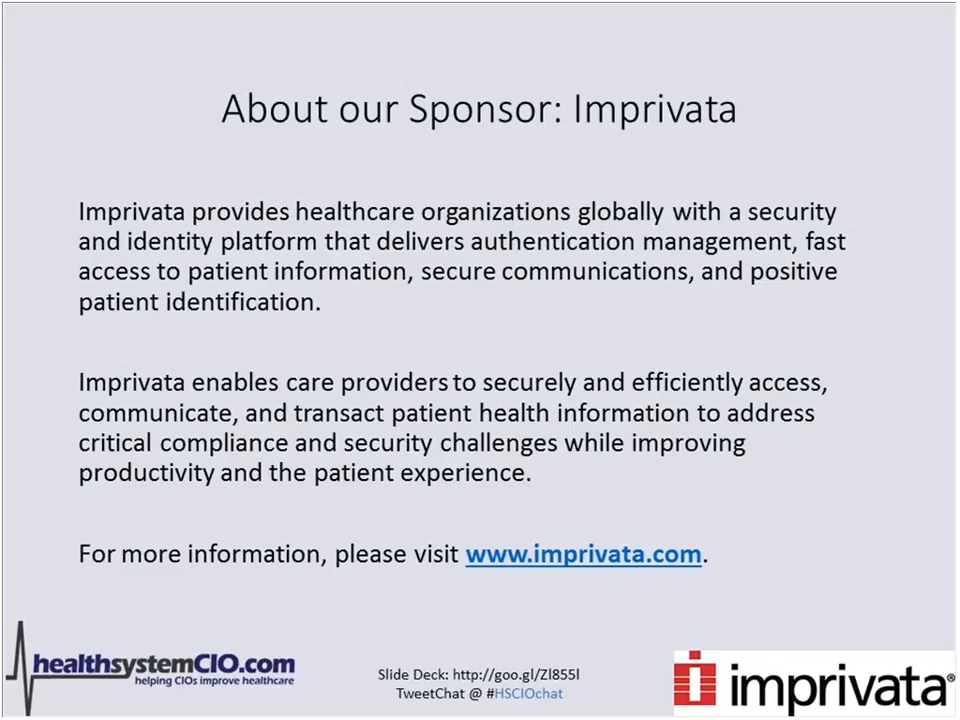 About our Sponsor: Imprivata
Imprivata provides healthcare organizations globally with a security
and identity platform that delivers authentication management, fast
access to patient information, secure communications, and positive
patient identification.
Imprivata enables care providers to securely and efficiently access,
communicate, and transact patient health information to address
critical compliance and security challenges while improving
productivity and the patient experience.
For more information, please visit www.imprivata.com.
healthsystemCIO.com
helping CIOs improve healthcare
Slide Deck: http://goo.gl/Zl855l
TweetChat @ #HSCIOchat
imprivata®